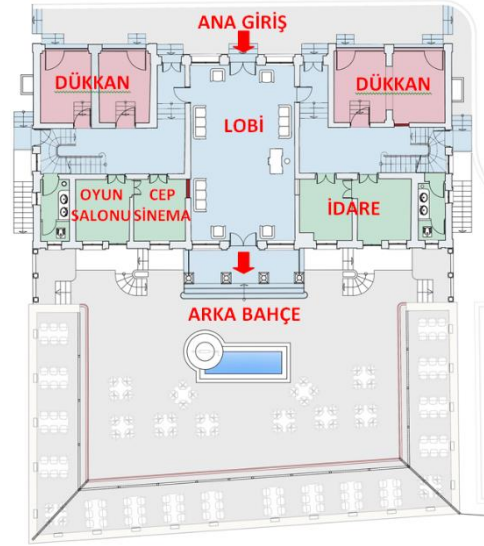 ANA GİRİŞ
DÜKKAN
DÜKKAN
LOBİ
OYUN
SALONU
CEP
SİNEMA
İDARE
ARKA BAHÇE